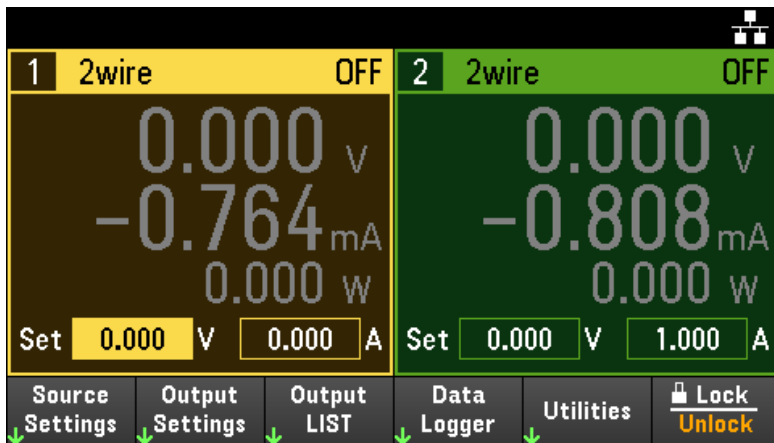 1 2wire OFF
0.000 V
-0.764 mA
0.000 W
Set 0.000 V 0.000 A
2 2wire OFF
0.000 V
-0.808 mA
0.000 W
Set 0.000 V 1.000 A
Source Settings
Output Settings
Output LIST
Data Logger
Utilities
Lock
Unlock